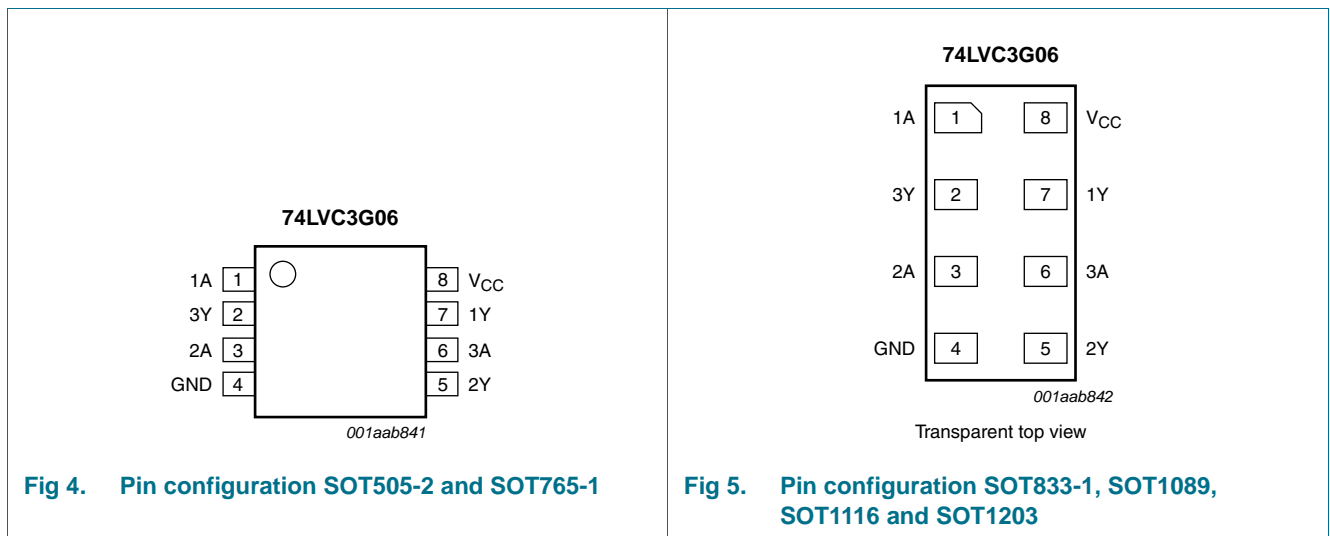 74LVC3G06
1A 1 8 VCC
3Y 2 7 1Y
2A 3 6 3A
GND 4 5 2Y
001aab841
Fig 4. Pin configuration SOT505-2 and SOT765-1
74LVC3G06
1A 1 8 VCC
3Y 2 7 1Y
2A 3 6 3A
GND 4 5 2Y
001aab842
Transparent top view
Fig 5. Pin configuration SOT833-1, SOT1089,
SOT1116 and SOT1203